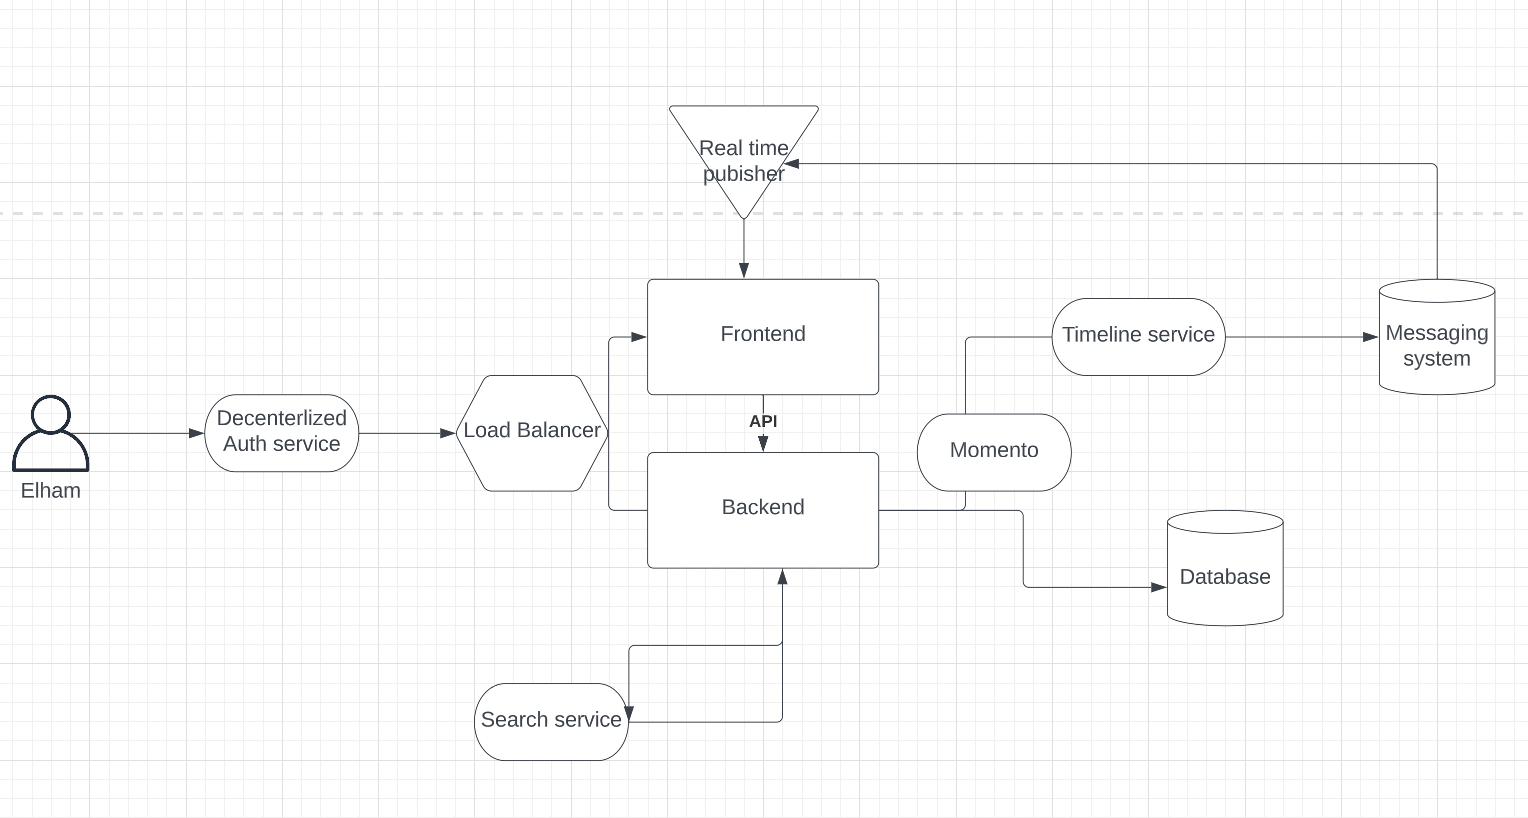 Real time
pubisher
Frontend
Timeline service
Messaging
system
Decenterlized
Auth service
Load Balancer
API
Momento
Elham
Backend
Database
Search service